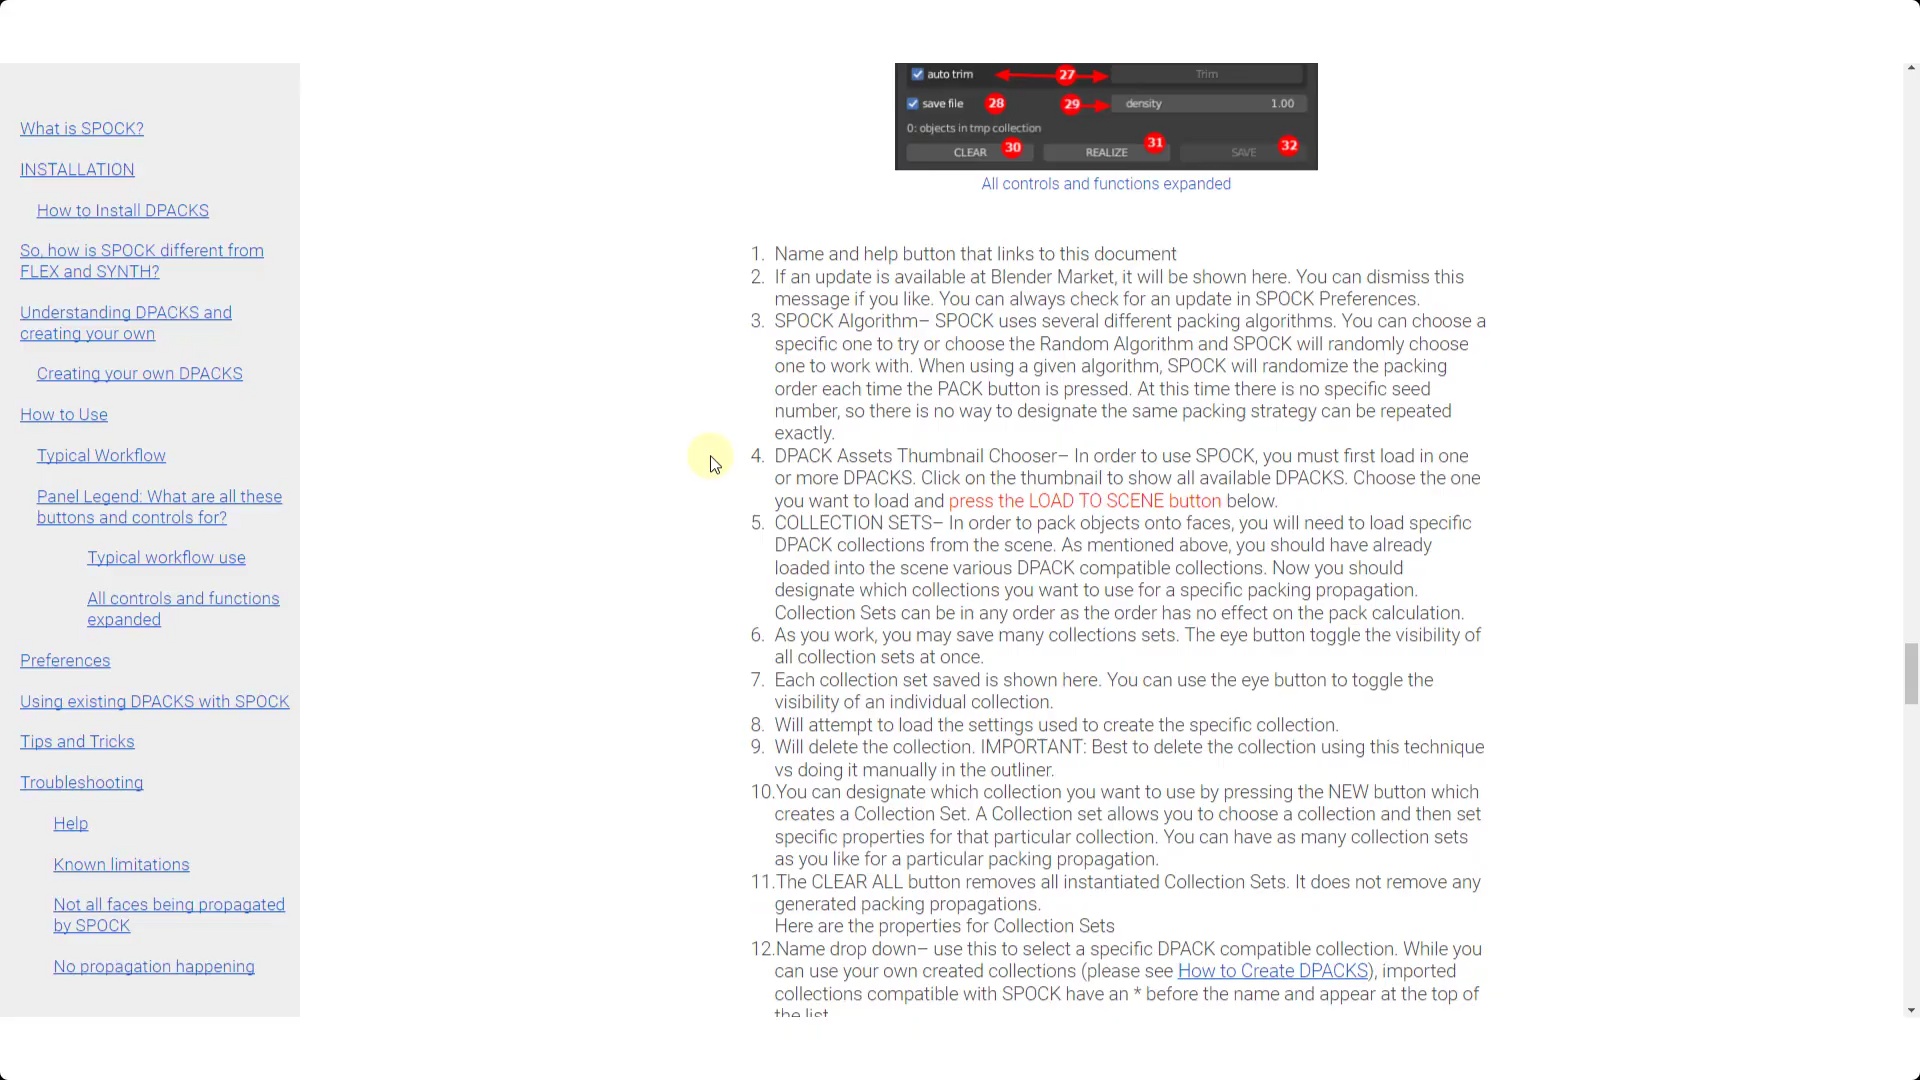 What is SPOCK?
INSTALLATION
How to Install DPACKS
So, how is SPOCK different from
FLEX and SYNTH?
Understanding DPACKS and
creating your own
Creating your own DPACKS
How to Use
Typical Workflow
Panel Legend: What are all these
buttons and controls for?
Typical workflow use
All controls and functions
expanded
Preferences
Using existing DPACKS with SPOCK
Tips and Tricks
Troubleshooting
Help
Known limitations
Not all faces being propagated
by SPOCK
No propagation happening
auto trim 27 Trim
save file 28 29 density 1.00
0: objects in tmp collection
CLEAR 30 REALIZE 31 SAVE 32
All controls and functions expanded
1. Name and help button that links to this document
2. If an update is available at Blender Market, it will be shown here. You can dismiss this
message if you like. You can always check for an update in SPOCK Preferences.
3. SPOCK Algorithm– SPOCK uses several different packing algorithms. You can choose a
specific one to try or choose the Random Algorithm and SPOCK will randomly choose
one to work with. When using a given algorithm, SPOCK will randomize the packing
order each time the PACK button is pressed. At this time there is no specific seed
number, so there is no way to designate the same packing strategy can be repeated
exactly.
4. DPACK Assets Thumbnail Chooser– In order to use SPOCK, you must first load in one
or more DPACKS. Click on the thumbnail to show all available DPACKS. Choose the one
you want to load and press the LOAD TO SCENE button below.
5. COLLECTION SETS– In order to pack objects onto faces, you will need to load specific
DPACK collections from the scene. As mentioned above, you should have already
loaded into the scene various DPACK compatible collections. Now you should
designate which collections you want to use for a specific packing propagation.
Collection Sets can be in any order as the order has no effect on the pack calculation.
6. As you work, you may save many collections sets. The eye button toggle the visibility of
all collection sets at once.
7. Each collection set saved is shown here. You can use the eye button to toggle the
visibility of an individual collection.
8. Will attempt to load the settings used to create the specific collection.
9. Will delete the collection. IMPORTANT: Best to delete the collection using this technique
vs doing it manually in the outliner.
10.You can designate which collection you want to use by pressing the NEW button which
creates a Collection Set. A Collection set allows you to choose a collection and then set
specific properties for that particular collection. You can have as many collection sets
as you like for a particular packing propagation.
11.The CLEAR ALL button removes all instantiated Collection Sets. It does not remove any
generated packing propagations.
Here are the properties for Collection Sets
12.Name drop down– use this to select a specific DPACK compatible collection. While you
can use your own created collections (please see How to Create DPACKS), imported
collections compatible with SPOCK have an * before the name and appear at the top of
the list